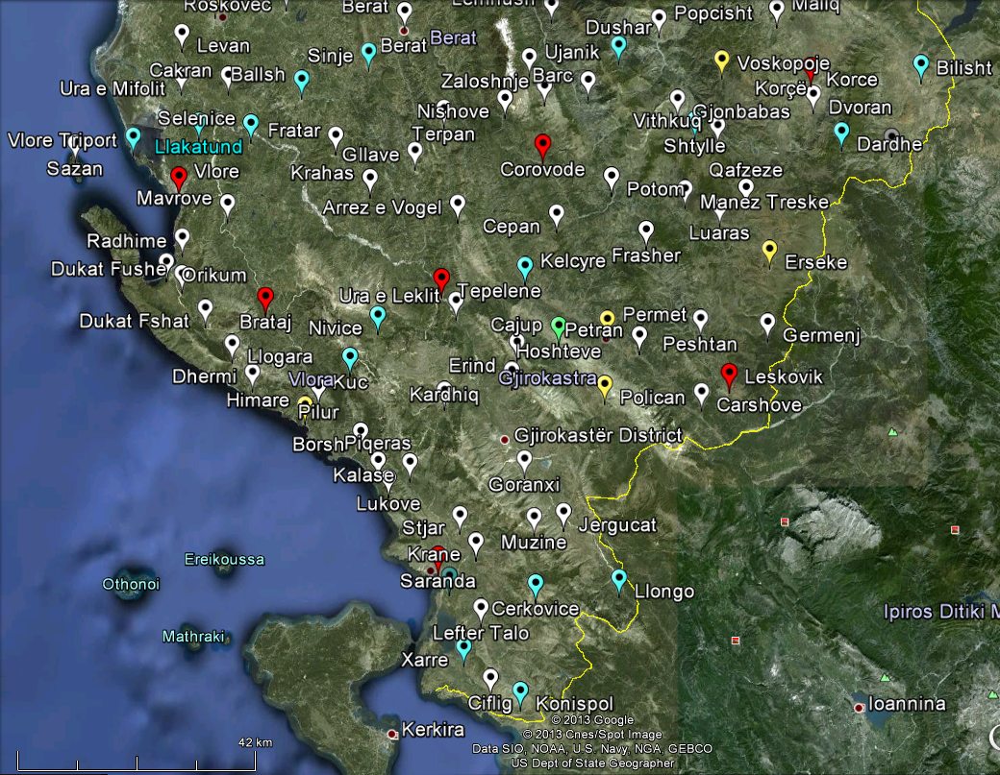 Roskovec
Berat
Popcisht
Maliq
Dushar
Levan
Sinje
Berat
Berat
Ujanik
Voskopoje
Bilisht
Cakran
Ballsh
Zaloshnje
Barc
Korce
Korçë
Ura e Mifolit
Nishove
Dvoran
Selenice
Fratar
Terpan
Vithkuq
Gjonbabas
Vlore Triport
Llakatund
Gllave
Shtylle
Dardhe
Sazan
Vlore
Krahas
Corovode
Qafzeze
Mavrove
Arrez e Vogel
Potom
Manez Treske
Cepan
Luaras
Radhime
Kelcyre
Frasher
Erseke
Dukat Fushe
Orikum
Ura e Leklit
Tepelene
Dukat Fshat
Brataj
Nivice
Cajup
Petran
Permet
Peshtan
Germenj
Llogara
Hoshteve
Dhermi
Vlora
Kuc
Erind
Gjirokastra
Leskovik
Himare
Kardhiq
Polican
Carshove
Pilur
Borsh
Piqeras
Gjirokastër District
Kalase
Goranxi
Lukove
Stjar
Jergucat
Muzine
Krane
Ereikoussa
Saranda
Othonoi
Llongo
Cerkovice
Ipiros Ditiki M
Lefter Talo
Mathraki
Xarre
Ciflig
Konispol
Ioannina
© 2013 Google
Kerkira
© 2013 Cnes/Spot Image
42 km
Data SIO, NOAA, U.S. Navy, NGA, GEBCO
US Dept of State Geographer